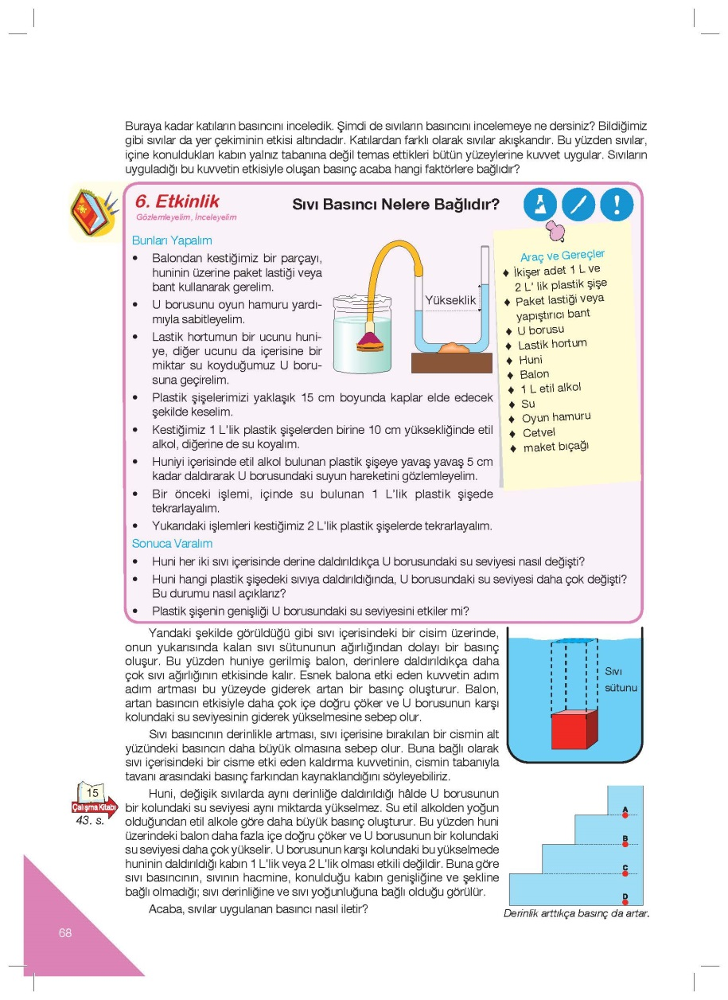 Buraya kadar katıların basıncını inceledik. Şimdi de sıvıların basıncını incelemeye ne dersiniz? Bildiğimiz
gibi sıvılar da yer çekiminin etkisi altındadır. Katılardan farklı olarak sıvılar akışkandır. Bu yüzden sıvılar,
içine konuldukları kabın yalnız tabanına değil temas ettikleri bütün yüzeylerine kuvvet uygular. Sıvıların
uyguladığı bu kuvvetin etkisiyle oluşan basınç acaba hangi faktörlere bağlıdır?
6. Etkinlik
Gözlemleyelim, İnceleyelim
Sıvı Basıncı Nelere Bağlıdır?
Bunları Yapalım
• Balondan kestiğimiz bir parçayı,
huninin üzerine paket lastiği veya
bant kullanarak gerelim.
• U borusunu oyun hamuru yardı-
mıyla sabitleyelim.
• Lastik hortumun bir ucunu huni-
ye, diğer ucunu da içerisine bir
miktar su koyduğumuz U boru-
suna geçirelim.
• Plastik şişelerimizi yaklaşık 15 cm boyunda kaplar elde edecek
şekilde keselim.
• Kestiğimiz 1 L'lik plastik şişelerden birine 10 cm yüksekliğinde etil
alkol, diğerine de su koyalım.
• Huniyi içerisinde etil alkol bulunan plastik şişeye yavaş yavaş 5 cm
kadar daldırarak U borusundaki suyun hareketini gözlemleyelim.
• Bir önceki işlemi, içinde su bulunan 1 L'lik plastik şişede
tekrarlayalım.
• Yukarıdaki işlemleri kestiğimiz 2 L'lik plastik şişelerde tekrarlayalım.
Yükseklik
Araç ve Gereçler
♦ İkişer adet 1 L ve
2 L' lik plastik şişe
♦ Paket lastiği veya
yapıştırıcı bant
♦ U borusu
♦ Lastik hortum
♦ Huni
♦ Balon
♦ 1 L etil alkol
♦ Su
♦ Oyun hamuru
♦ Cetvel
♦ maket bıçağı
Sonuca Varalım
• Huni her iki sıvı içerisinde derine daldırıldıkça U borusundaki su seviyesi nasıl değişti?
• Huni hangi plastik şişedeki sıvıya daldırıldığında, U borusundaki su seviyesi daha çok değişti?
Bu durumu nasıl açıklarız?
• Plastik şişenin genişliği U borusundaki su seviyesini etkiler mi?
Yandaki şekilde görüldüğü gibi sıvı içerisindeki bir cisim üzerinde,
onun yukarısında kalan sıvı sütununun ağırlığından dolayı bir basınç
oluşur. Bu yüzden huniye gerilmiş balon, derinlere daldırıldıkça daha
çok sıvı ağırlığının etkisinde kalır. Esnek balona etki eden kuvvetin adım
adım artması bu yüzeyde giderek artan bir basınç oluşturur. Balon,
artan basıncın etkisiyle daha çok içe doğru çöker ve U borusunun karşı
kolundaki su seviyesinin giderek yükselmesine sebep olur.
Sıvı
sütunu
Sıvı basıncının derinlikle artması, sıvı içerisine bırakılan bir cismin alt
yüzündeki basıncın daha büyük olmasına sebep olur. Buna bağlı olarak
sıvı içerisindeki bir cisme etki eden kaldırma kuvvetinin, cismin tabanıyla
tavanı arasındaki basınç farkından kaynaklandığını söyleyebiliriz.
15
Çalışma Kitabı
43. s.
Huni, değişik sıvılarda aynı derinliğe daldırıldığı hâlde U borusunun
bir kolundaki su seviyesi aynı miktarda yükselmez. Su etil alkolden yoğun
olduğundan etil alkole göre daha büyük basınç oluşturur. Bu yüzden huni
üzerindeki balon daha fazla içe doğru çöker ve U borusunun bir kolundaki
su seviyesi daha çok yükselir. U borusunun karşı kolundaki bu yükselmede
huninin daldırıldığı kabın 1 L'lik veya 2 L'lik olması etkili değildir. Buna göre
sıvı basıncının, sıvının hacmine, konulduğu kabın genişliğine ve şekline
bağlı olmadığı; sıvı derinliğine ve sıvı yoğunluğuna bağlı olduğu görülür.
Acaba, sıvılar uygulanan basıncı nasıl iletir?
A
B
C
D
Derinlik arttıkça basınç da artar.
68